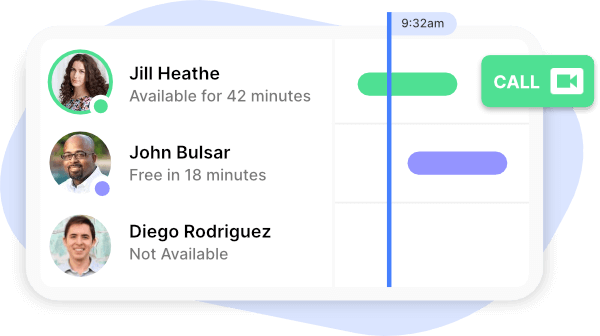 9:32am
Jill Heathe
Available for 42 minutes
CALL
John Bulsar
Free in 18 minutes
Diego Rodriguez
Not Available